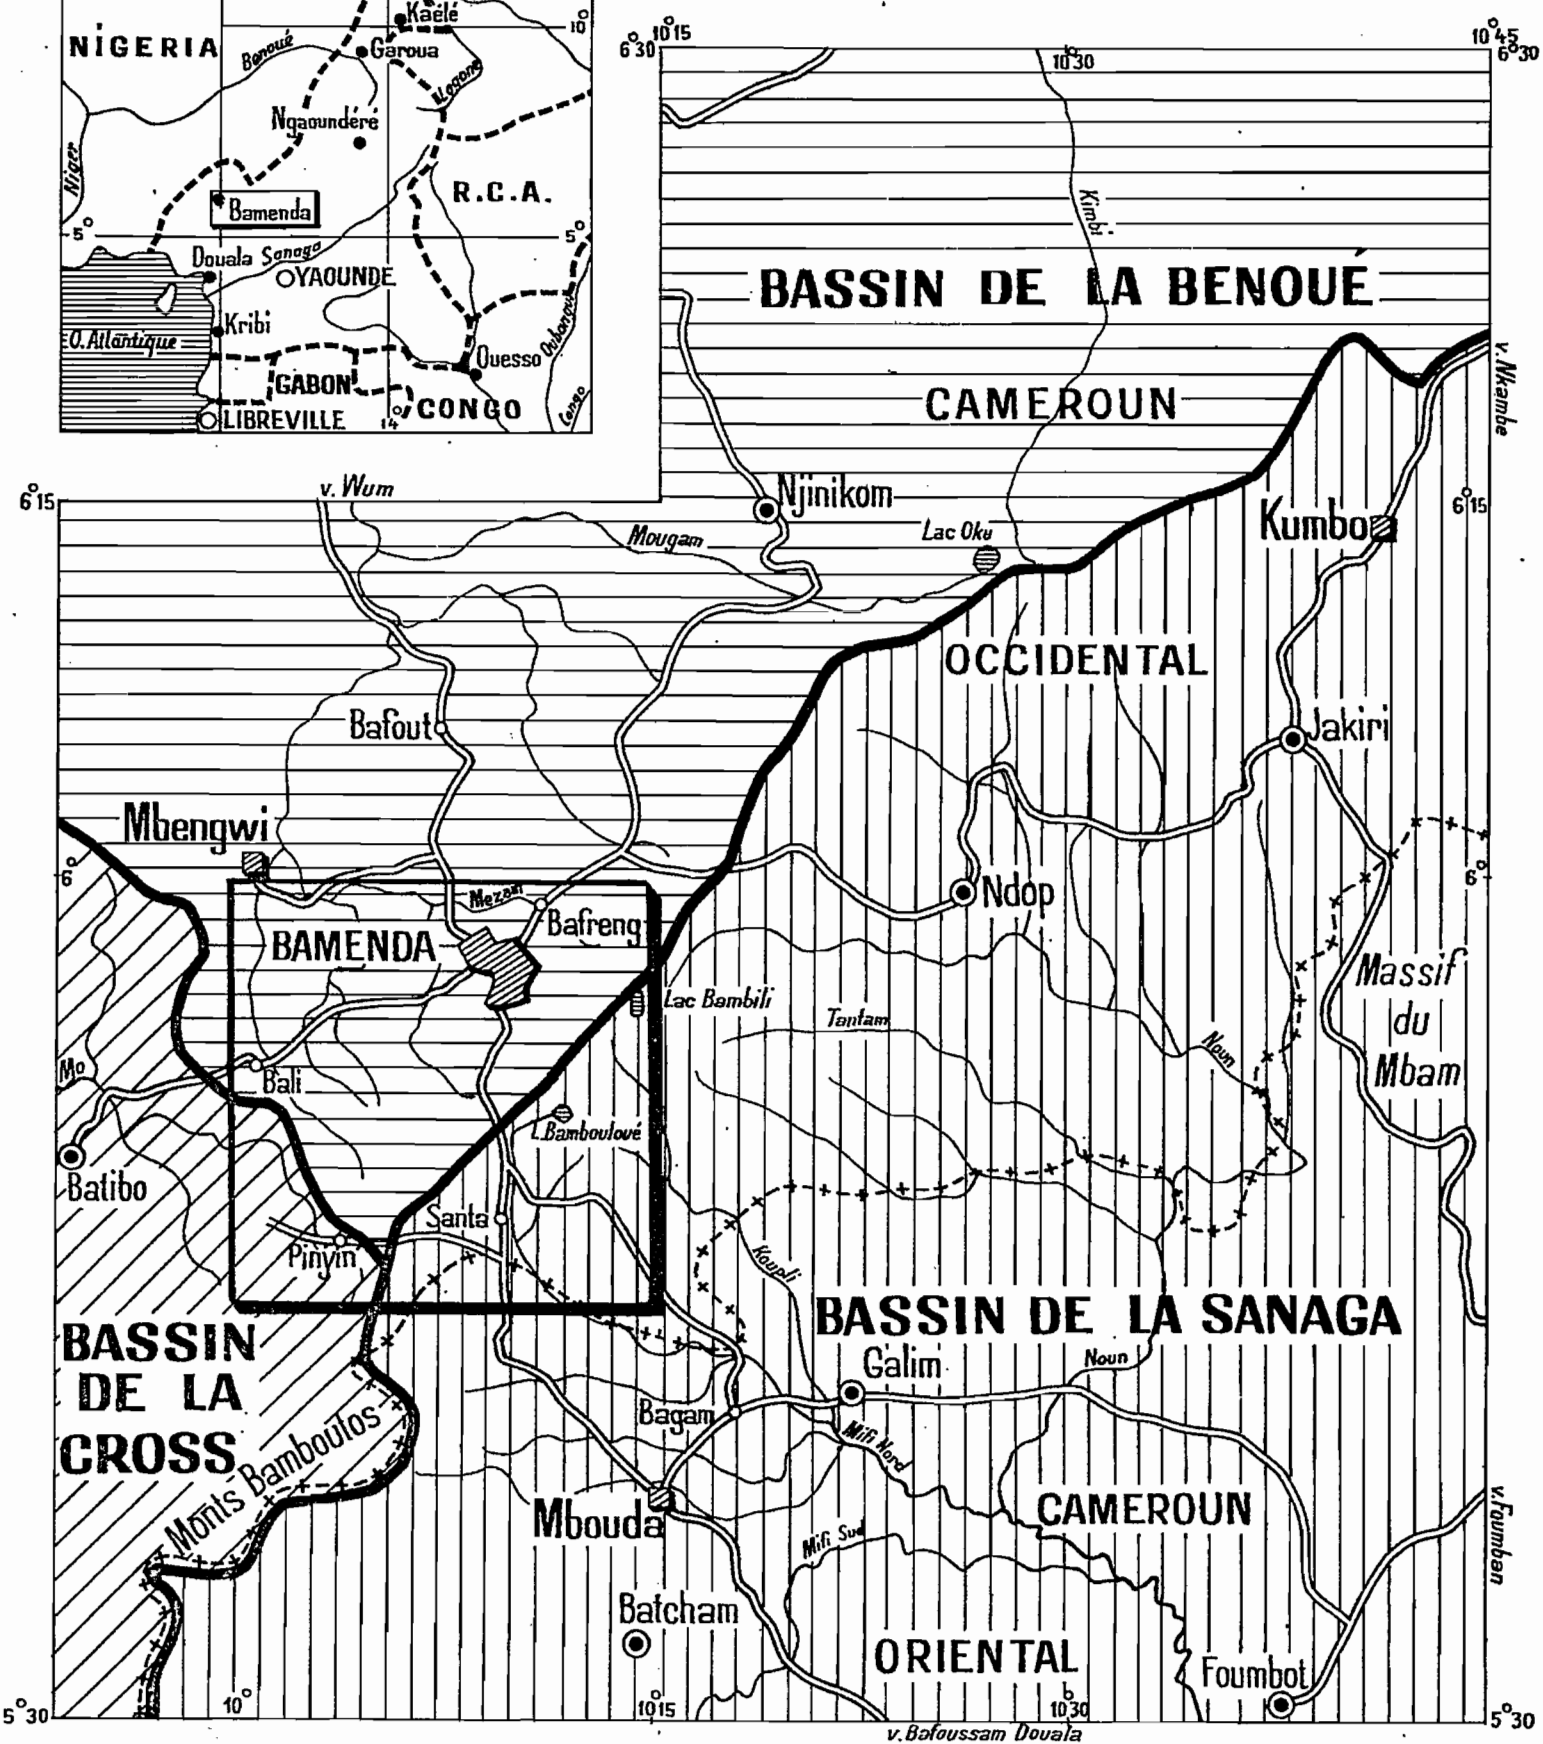 Kaélé
10°
NIGERIA
Benoué
Garoua
Logone
Ngaoundéré
Niger
R.C.A.
Bamenda
5°
5°
Douala
Sanaga
YAOUNDE
Kribi
O.Atlantique
Ouesso
Oubangui
GABON
CONGO
Congo
LIBREVILLE
14°
10°15
6°30
10°30
10°45
6°30
Kimbi
BASSIN DE LA BENOUÉ
v. Nkambe
CAMEROUN
v. Wum
6°15
Njinikom
Mougam
Lac Oku
Kumbo
6°15
OCCIDENTAL
Bafout
Jakiri
Mbengwi
6°
6°
Mezam
Ndop
Bafreng
BAMENDA
Massif
du
Mbam
Lac Bambili
Tantam
Noun
Mo
Bali
L.Bamboulové
Batibo
Santa
Pinyin
Koupli
BASSIN DE LA SANAGA
BASSIN
DE LA
CROSS
Noun
Galim
Bagam
Monts Bamboutos
Mifi Nord
Mbouda
CAMEROUN
v. Foumban
Mifi Sud
Batcham
ORIENTAL
Foumbot
5°30
10°
10°15
10°30
5°30
v. Bafoussam Douala